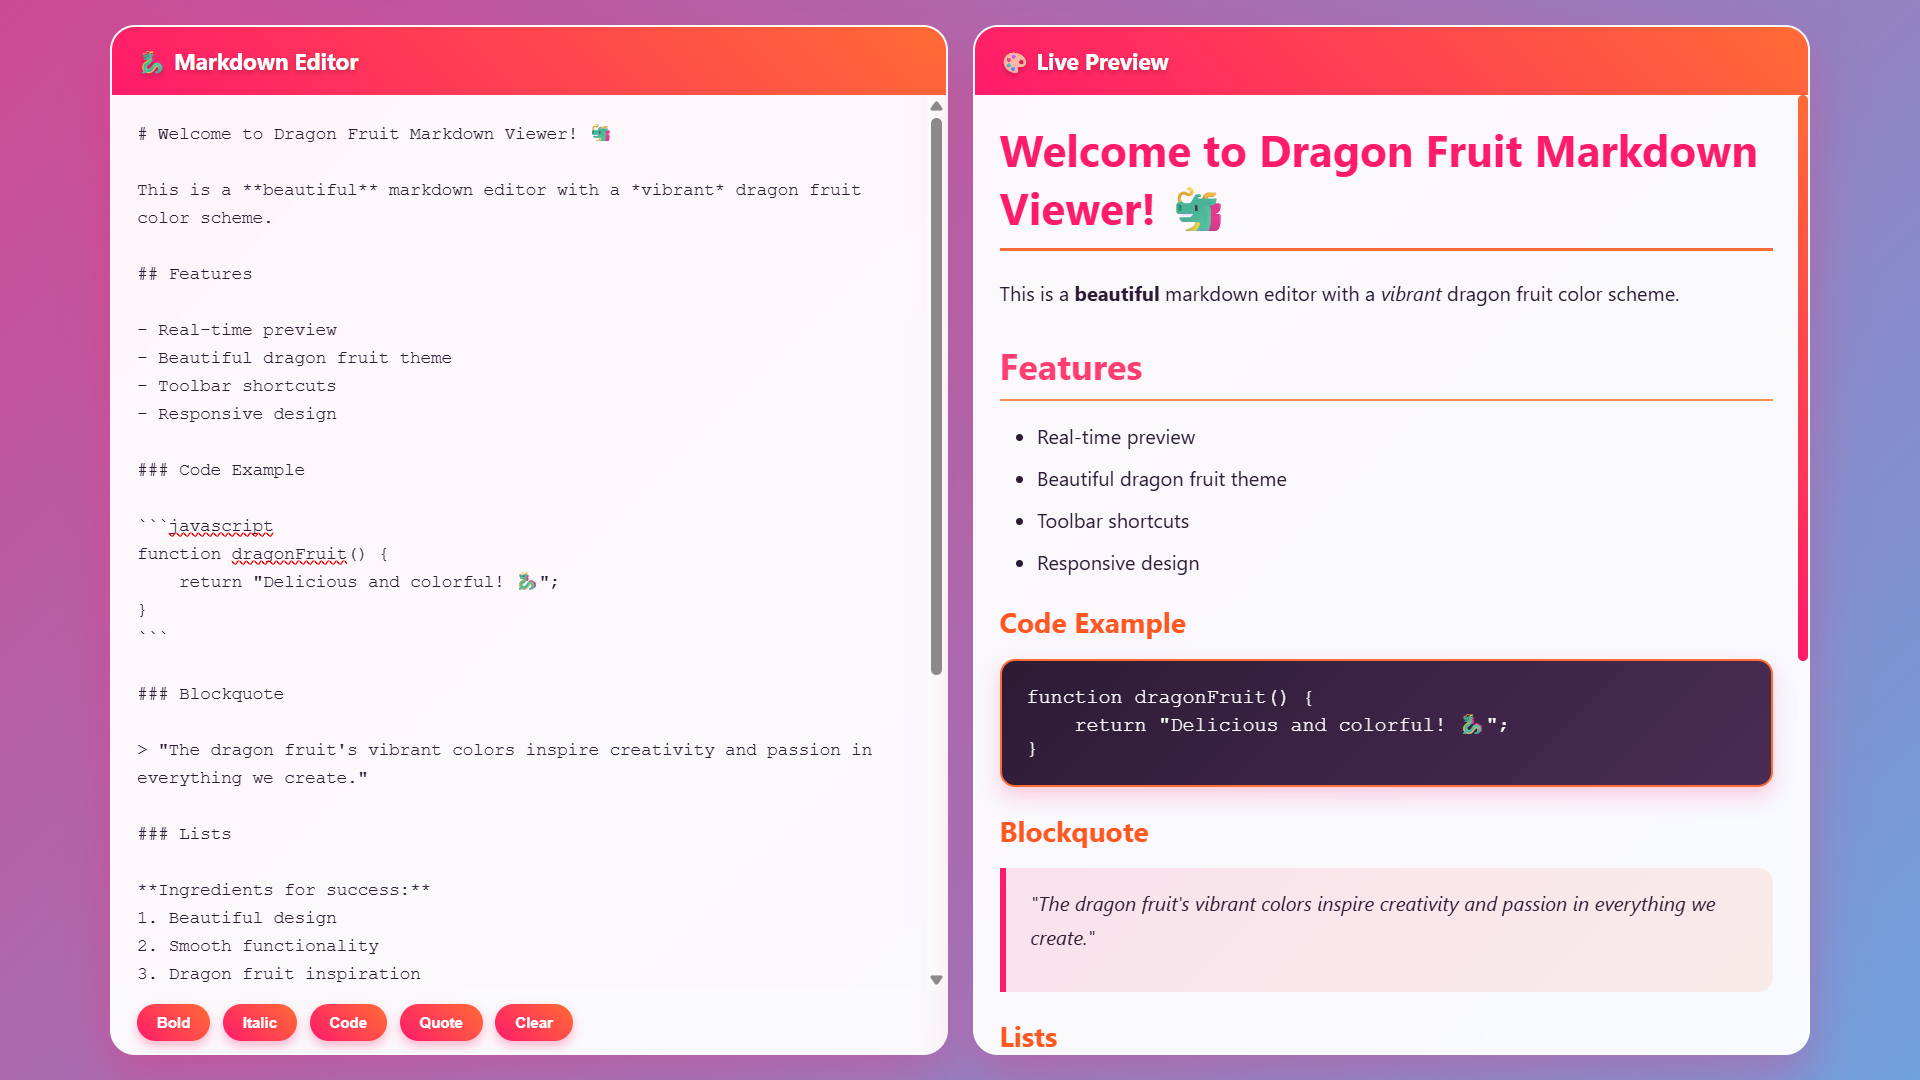 🐉 Markdown Editor
# Welcome to Dragon Fruit Markdown Viewer! 🐲
This is a **beautiful** markdown editor with a *vibrant* dragon fruit
color scheme.
## Features
- Real-time preview
- Beautiful dragon fruit theme
- Toolbar shortcuts
- Responsive design
### Code Example
```javascript
function dragonFruit() {
    return "Delicious and colorful! 🐉";
}
```
### Blockquote
> "The dragon fruit's vibrant colors inspire creativity and passion in
everything we create."
### Lists
**Ingredients for success:**
1. Beautiful design
2. Smooth functionality
3. Dragon fruit inspiration
Bold Italic Code Quote Clear
🎨 Live Preview
Welcome to Dragon Fruit Markdown
Viewer! 🐲
This is a beautiful markdown editor with a vibrant dragon fruit color scheme.
Features
• Real-time preview
• Beautiful dragon fruit theme
• Toolbar shortcuts
• Responsive design
Code Example
function dragonFruit() {
    return "Delicious and colorful! 🐉";
}
Blockquote
"The dragon fruit's vibrant colors inspire creativity and passion in everything we
create."
Lists